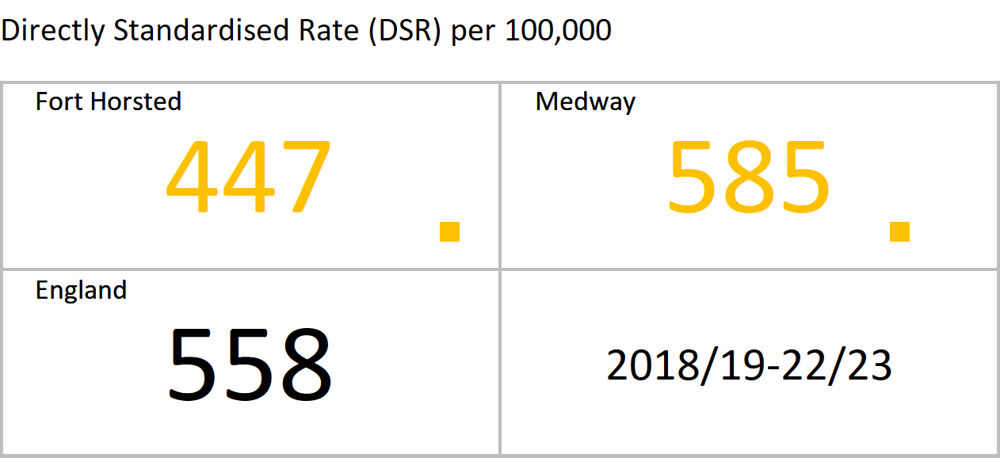 Directly Standardised Rate (DSR) per 100,000
Fort Horsted
447
Medway
585
England
558
2018/19-22/23